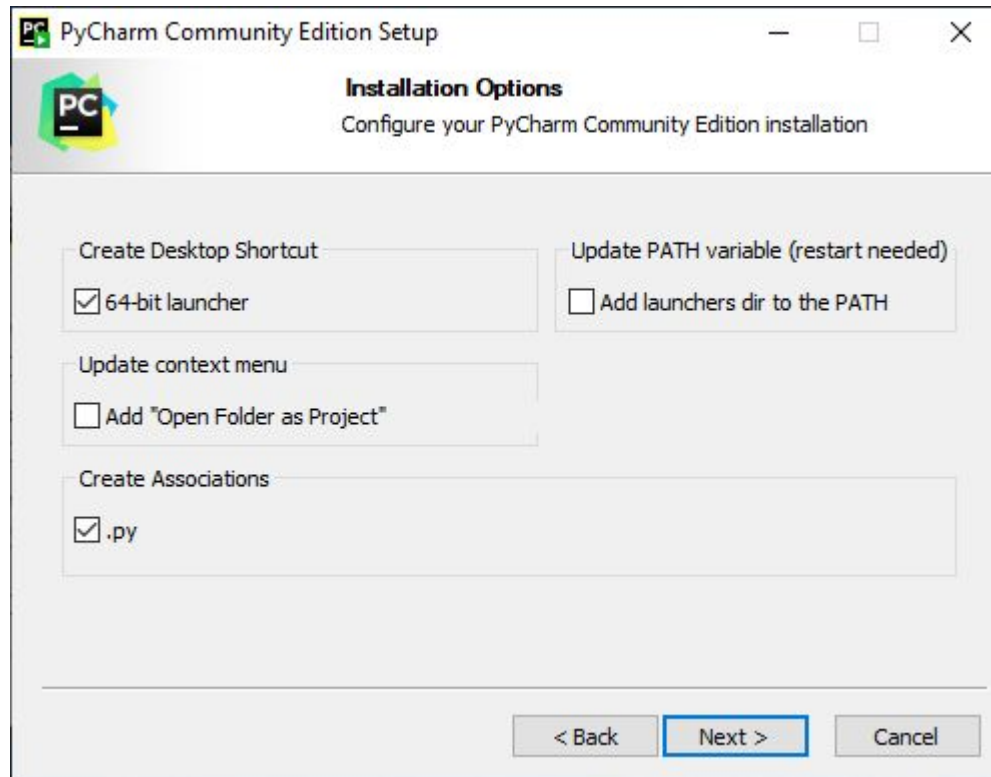 PyCharm Community Edition Setup
PC
Installation Options
Configure your PyCharm Community Edition installation
Create Desktop Shortcut
64-bit launcher
Update PATH variable (restart needed)
Add launchers dir to the PATH
Update context menu
Add "Open Folder as Project"
Create Associations
.py
< Back
Next >
Cancel